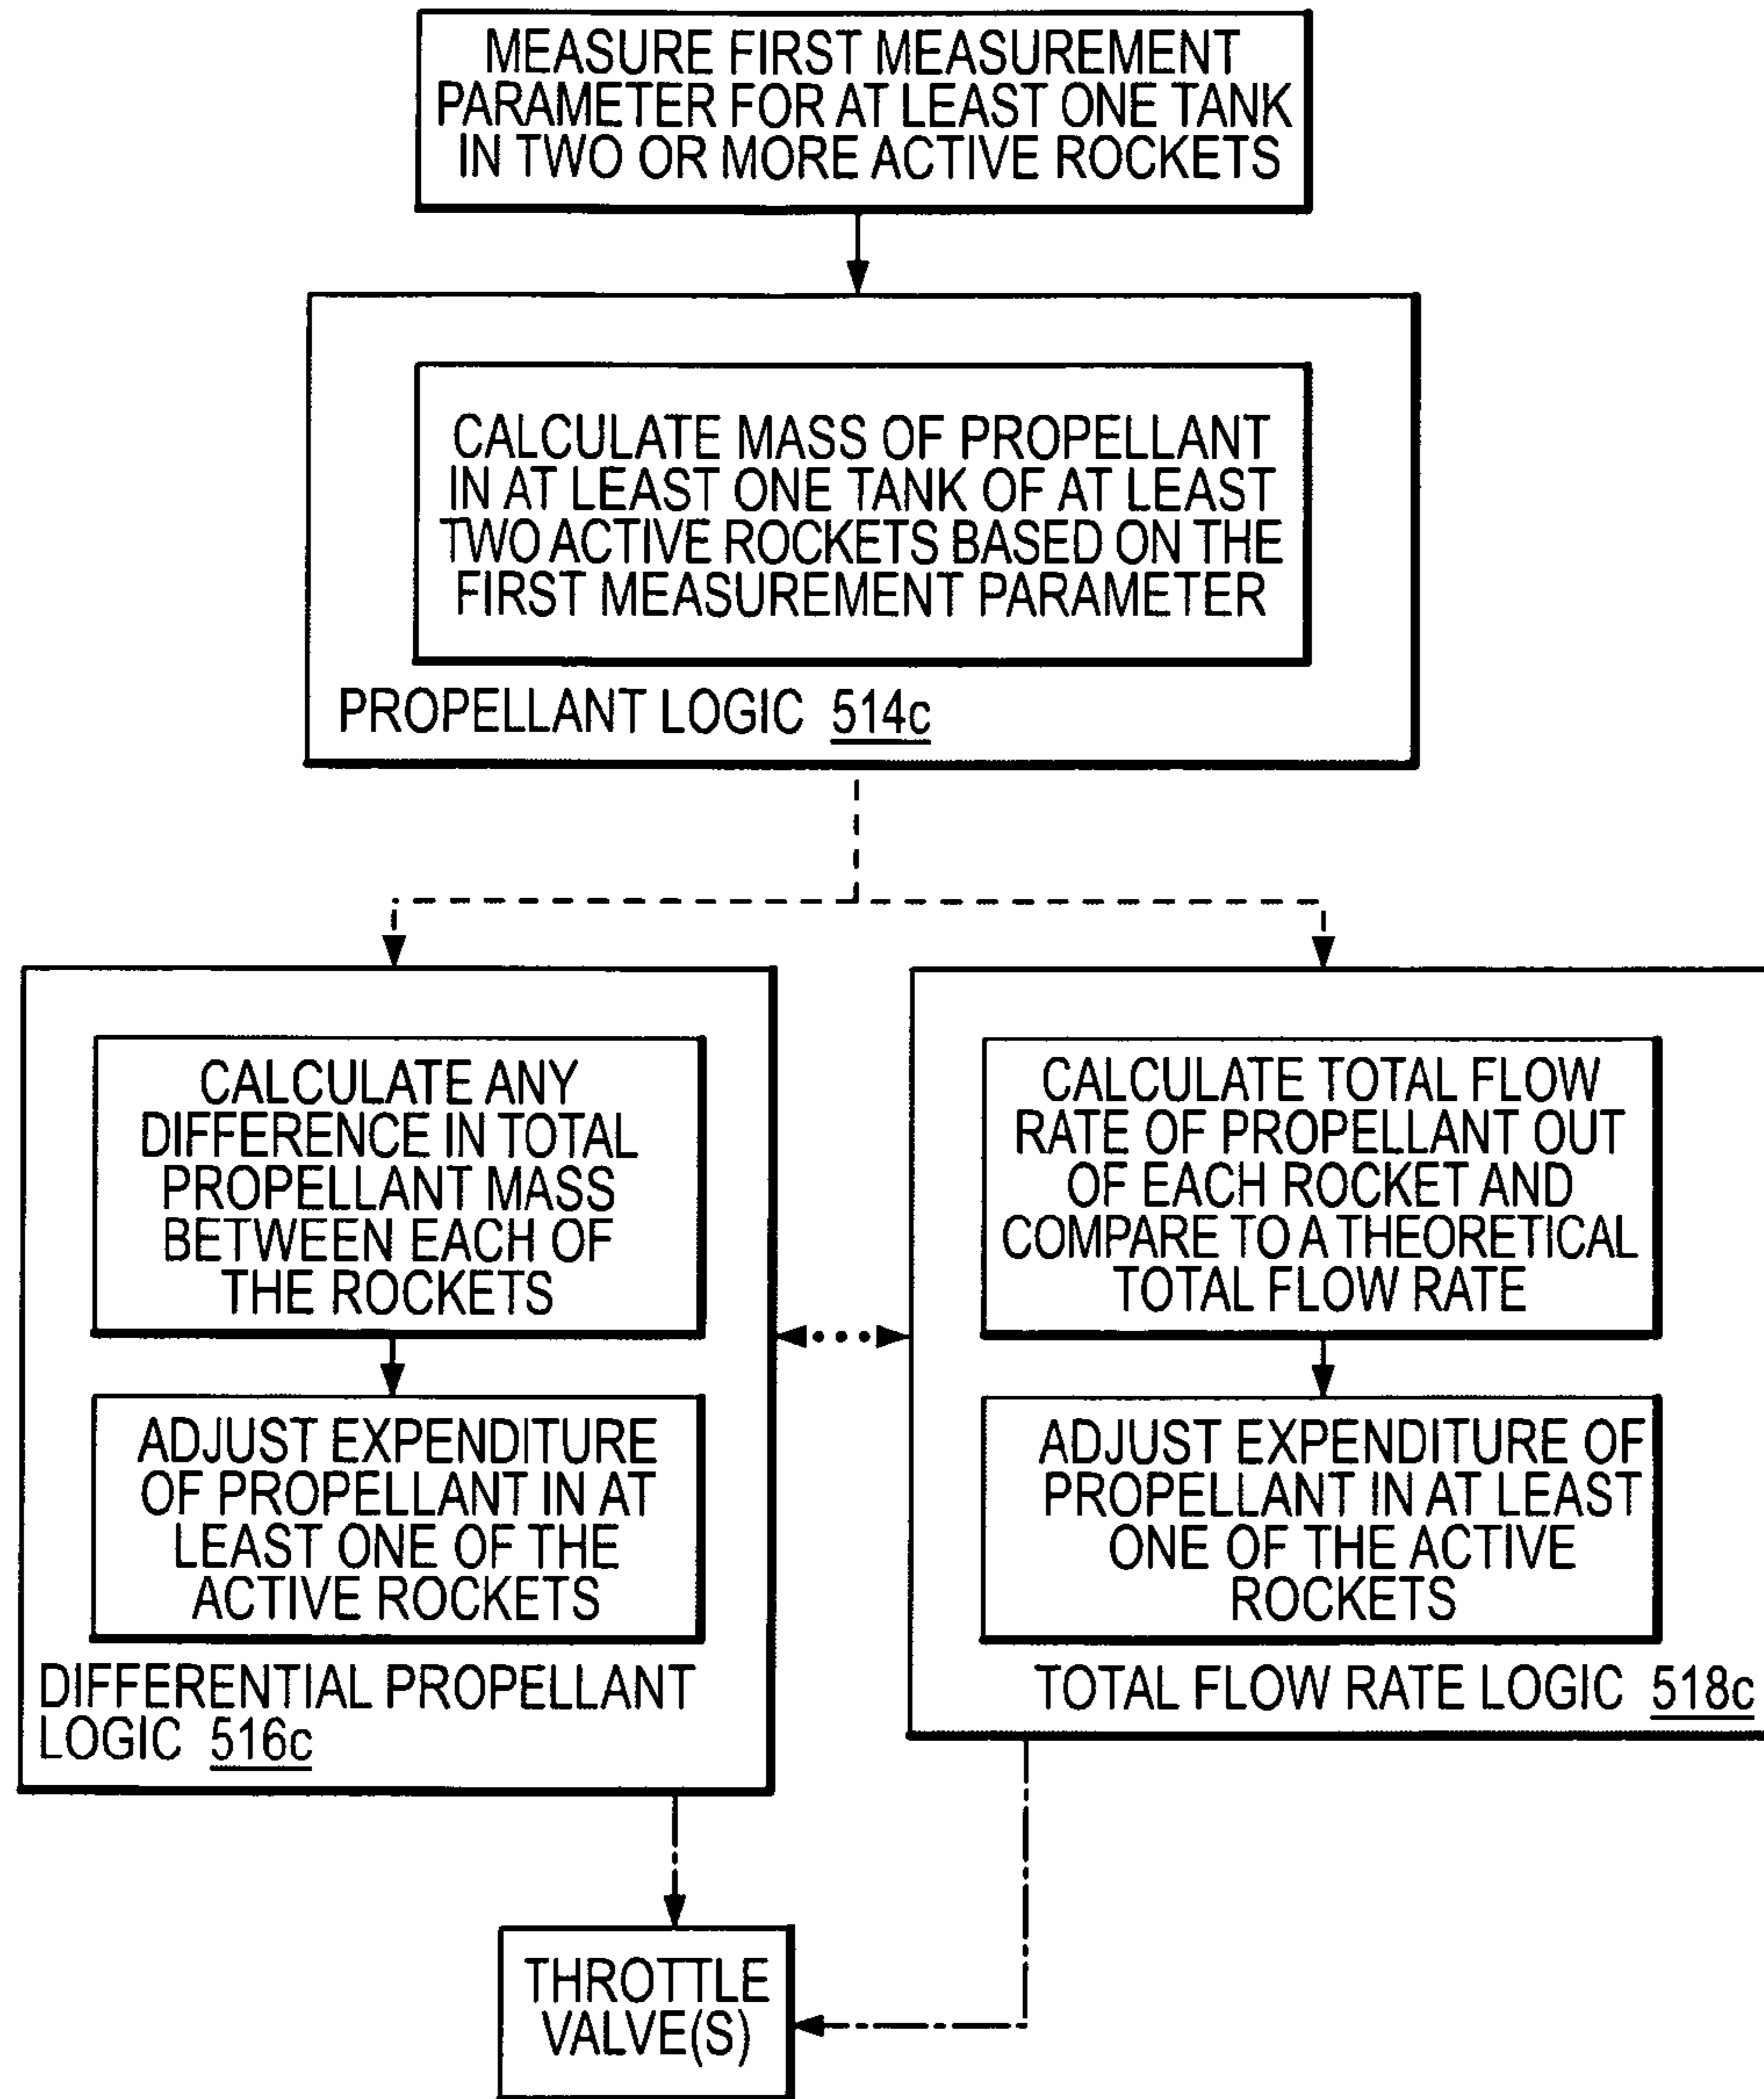 MEASURE FIRST MEASUREMENT
PARAMETER FOR AT LEAST ONE TANK
IN TWO OR MORE ACTIVE ROCKETS
CALCULATE MASS OF PROPELLANT
IN AT LEAST ONE TANK OF AT LEAST
TWO ACTIVE ROCKETS BASED ON THE
FIRST MEASUREMENT PARAMETER
PROPELLANT LOGIC 514c
CALCULATE ANY
DIFFERENCE IN TOTAL
PROPELLANT MASS
BETWEEN EACH OF
THE ROCKETS
ADJUST EXPENDITURE
OF PROPELLANT IN AT
LEAST ONE OF THE
ACTIVE ROCKETS
DIFFERENTIAL PROPELLANT
LOGIC 516c
CALCULATE TOTAL FLOW
RATE OF PROPELLANT OUT
OF EACH ROCKET AND
COMPARE TO A THEORETICAL
TOTAL FLOW RATE
ADJUST EXPENDITURE OF
PROPELLANT IN AT LEAST
ONE OF THE ACTIVE
ROCKETS
TOTAL FLOW RATE LOGIC 518c
THROTTLE
VALVE(S)